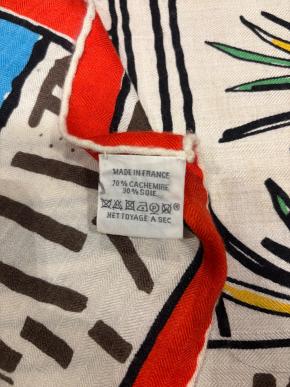 MADE IN FRANCE
70 % CACHEMIRE
30 % SOIE
NETTOYAGE A SEC